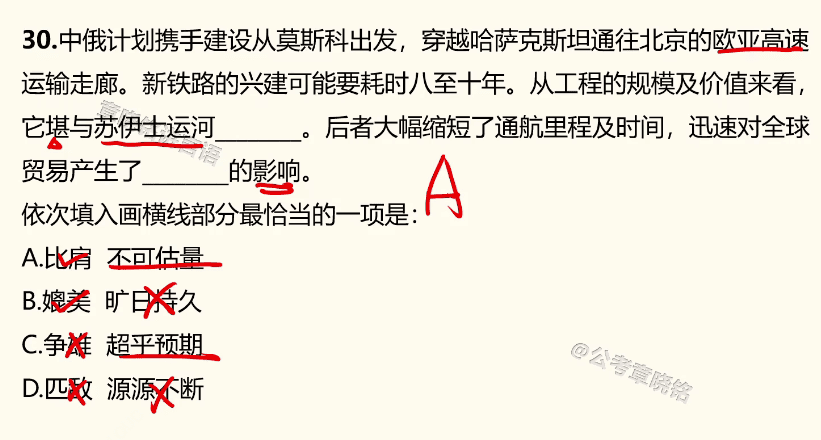 30.中俄计划携手建设从莫斯科出发，穿越哈萨克斯坦通往北京的欧亚高速
运输走廊。新铁路的兴建可能要耗时八至十年。从工程的规模及价值来看，
它堪与苏伊士运河_______。后者大幅缩短了通航里程及时间，迅速对全球
贸易产生了_______的影响。
依次填入画横线部分最恰当的一项是：
A
A.比肩 不可估量
B.媲美 旷日持久
C.争雄 超乎预期
D.匹敌 源源不断
@公考章晓铭